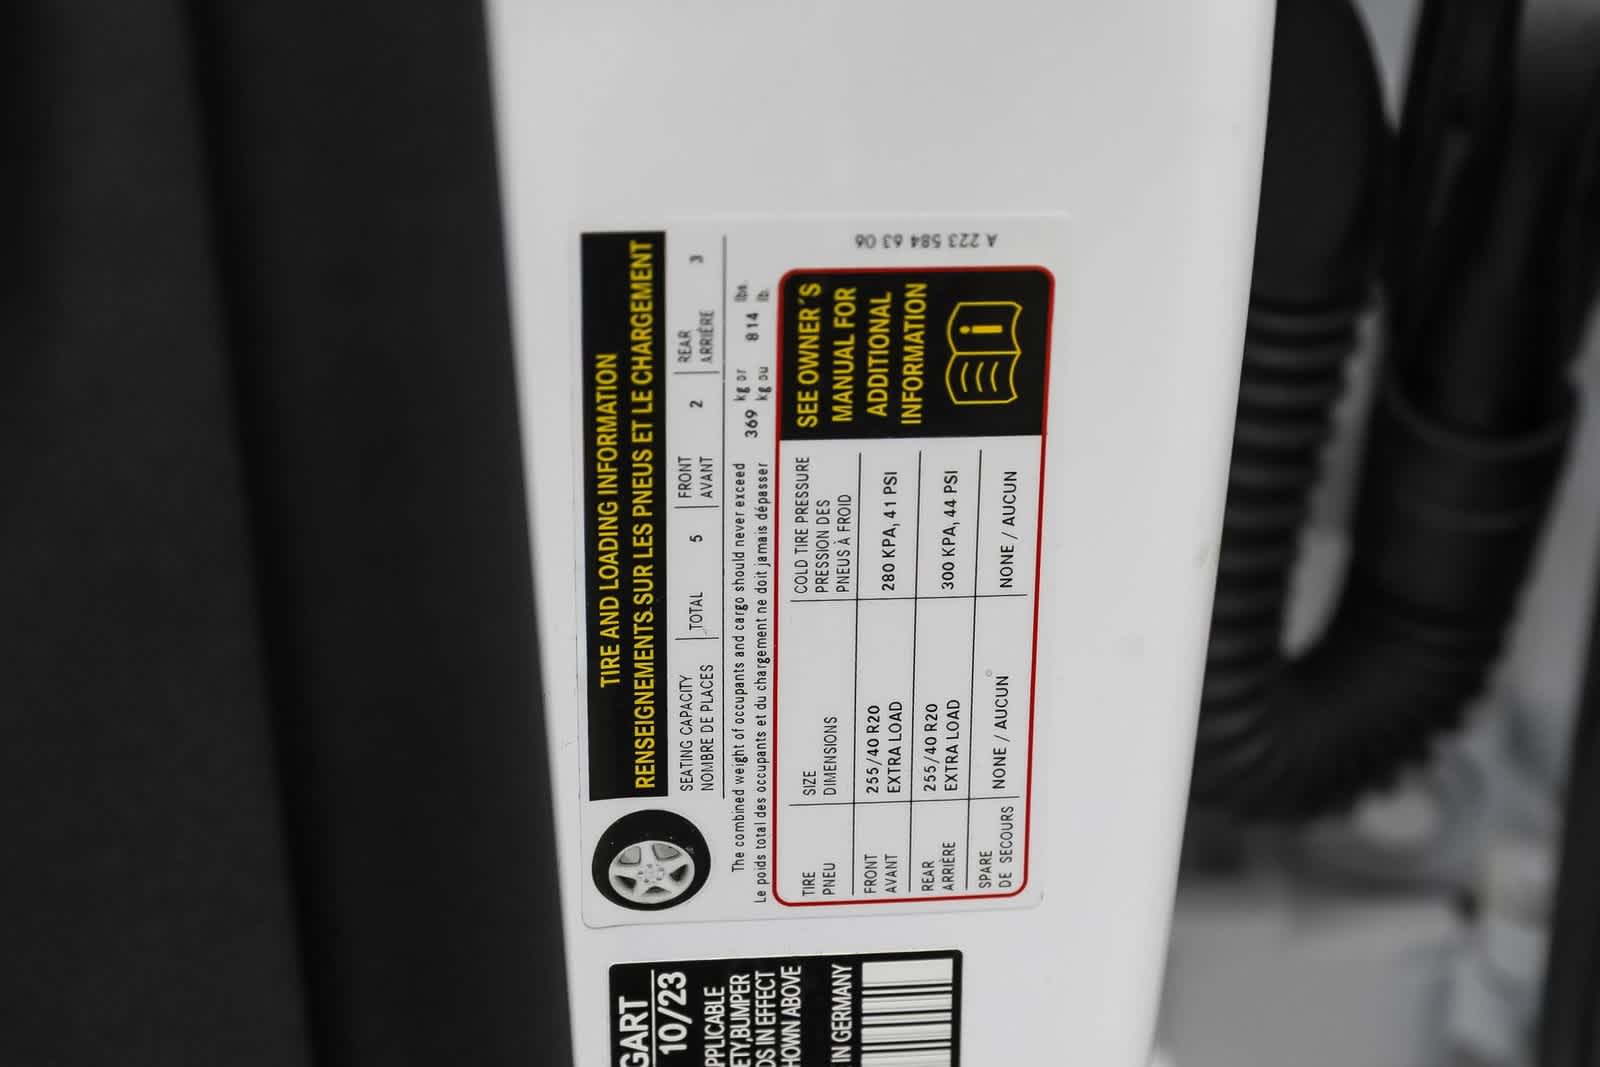 TIRE AND LOADING INFORMATION
RENSEIGNEMENTS SUR LES PNEUS ET LE CHARGEMENT
SEATING CAPACITY TOTAL 5 FRONT 2 REAR 3
NOMBRE DE PLACES AVANT ARRIÈRE
The combined weight of occupants and cargo should never exceed 369 kg or 814 lbs.
Le poids total des occupants et du chargement ne doit jamais dépasser kg ou lb.
TIRE SIZE COLD TIRE PRESSURE
PNEU DIMENSIONS PRESSION DES
PNEUS À FROID
FRONT 255/40 R20 280 KPA, 41 PSI
AVANT EXTRA LOAD
REAR 255/40 R20 300 KPA, 44 PSI
ARRIÈRE EXTRA LOAD
SPARE NONE / AUCUN NONE / AUCUN
DE SECOURS
SEE OWNER'S
MANUAL FOR
ADDITIONAL
INFORMATION
A 223 584 63 06
GART
10/23
PPLICABLE
ETY,BUMPER
DS IN EFFECT
HOWN ABOVE
IN GERMANY